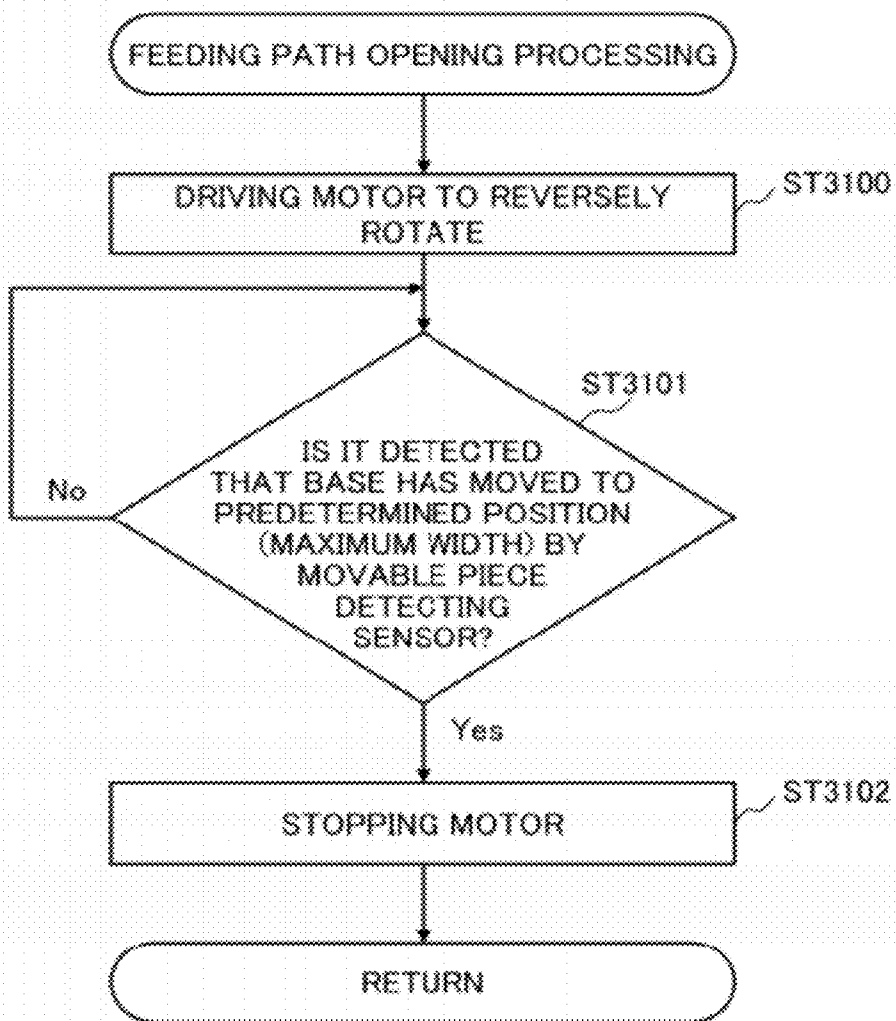 FEEDING PATH OPENING PROCESSING
DRIVING MOTOR TO REVERSELY
ROTATE
ST3100
ST3101
IS IT DETECTED
THAT BASE HAS MOVED TO
PREDETERMINED POSITION
(MAXIMUM WIDTH) BY
MOVABLE PIECE
DETECTING
SENSOR?
No
Yes
STOPPING MOTOR
ST3102
RETURN